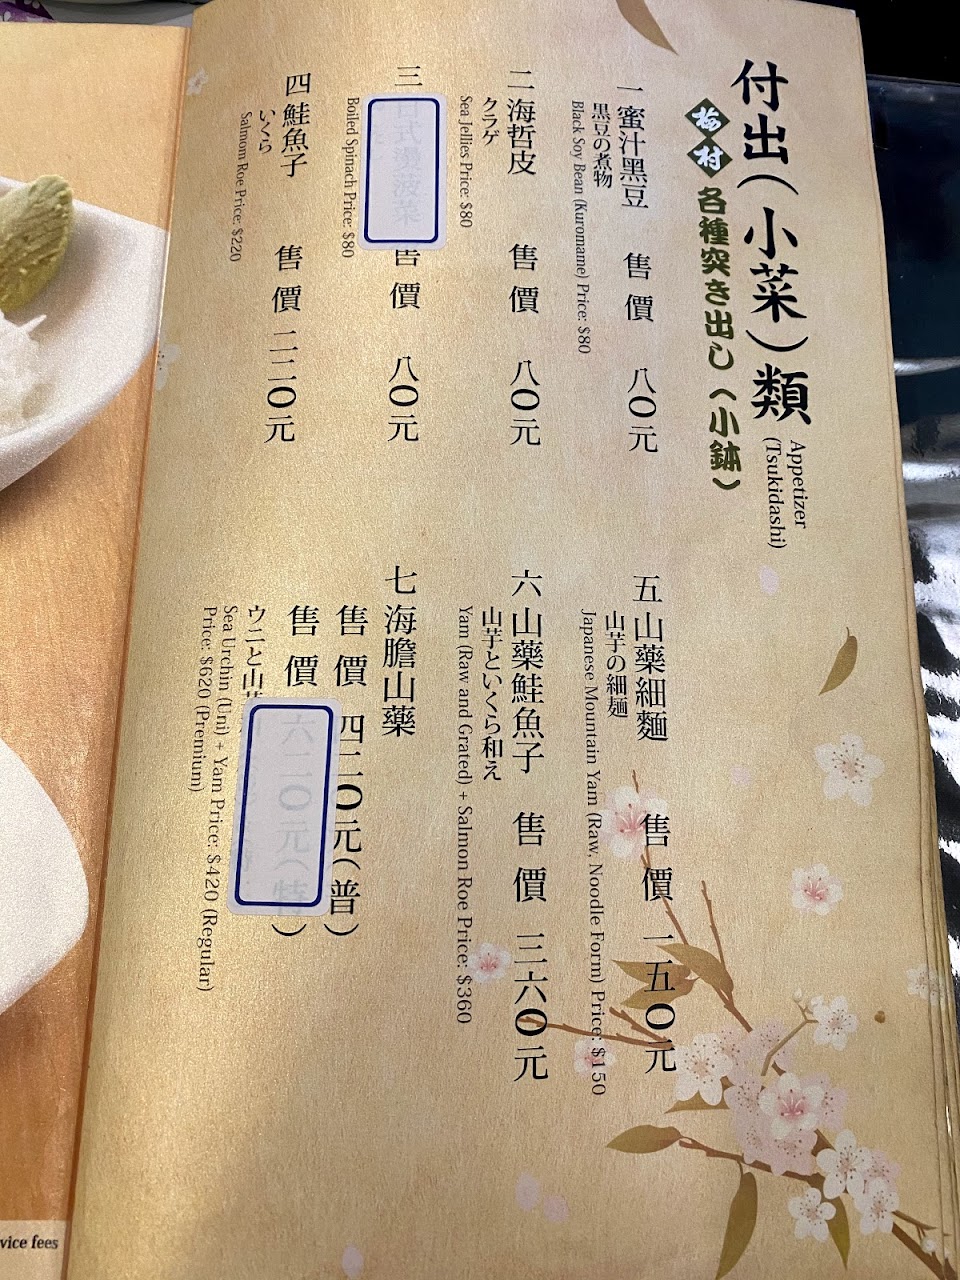 付出(小菜)類
Appetizer
(Tsukidashi)
各種突き出し(小鉢)
一 蜜汁黑豆 售價 八〇元
黒豆の煮物
Black Soy Bean (Kuromame) Price: $80
二 海哲皮 售價 八〇元
クラゲ
Sea Jellies Price: $80
三 日式燙菠菜 售價 八〇元
Boiled Spinach Price: $80
四 鮭魚子 售價 二二〇元
いくら
Salmom Roe Price: $220
五 山藥細麵 售價 一五〇元
山芋の細麺
Japanese Mountain Yam (Raw, Noodle Form) Price: $150
六 山藥鮭魚子 售價 三六〇元
山芋といくら和え
Yam (Raw and Grated) + Salmon Roe Price: $360
七 海膽山藥
售價 四二〇元(普)
售價 六二〇元(特)
ウニと山芋
Sea Urchin (Uni) + Yam Price: $420 (Regular)
Price: $620 (Premium)
vice fees